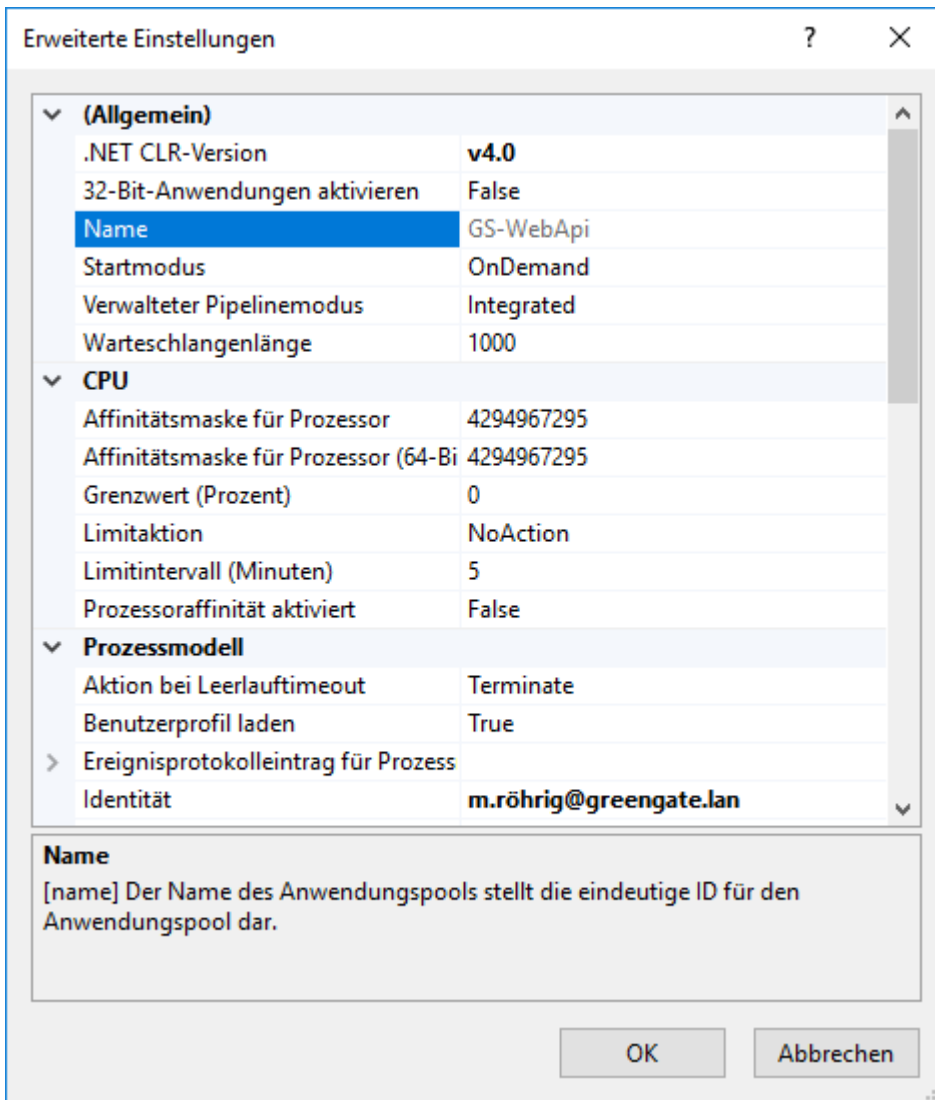 Erweiterte Einstellungen
(Allgemein)
.NET CLR-Version v4.0
32-Bit-Anwendungen aktivieren False
Name GS-WebApi
Startmodus OnDemand
Verwalteter Pipelinemodus Integrated
Warteschlangenlänge 1000
CPU
Affinitätsmaske für Prozessor 4294967295
Affinitätsmaske für Prozessor (64-Bi 4294967295
Grenzwert (Prozent) 0
Limitaktion NoAction
Limitintervall (Minuten) 5
Prozessoraffinität aktiviert False
Prozessmodell
Aktion bei Leerlauftimeout Terminate
Benutzerprofil laden True
Ereignisprotokolleintrag für Prozess
Identität m.röhrig@greengate.lan
Name
[name] Der Name des Anwendungspools stellt die eindeutige ID für den
Anwendungspool dar.
OK Abbrechen